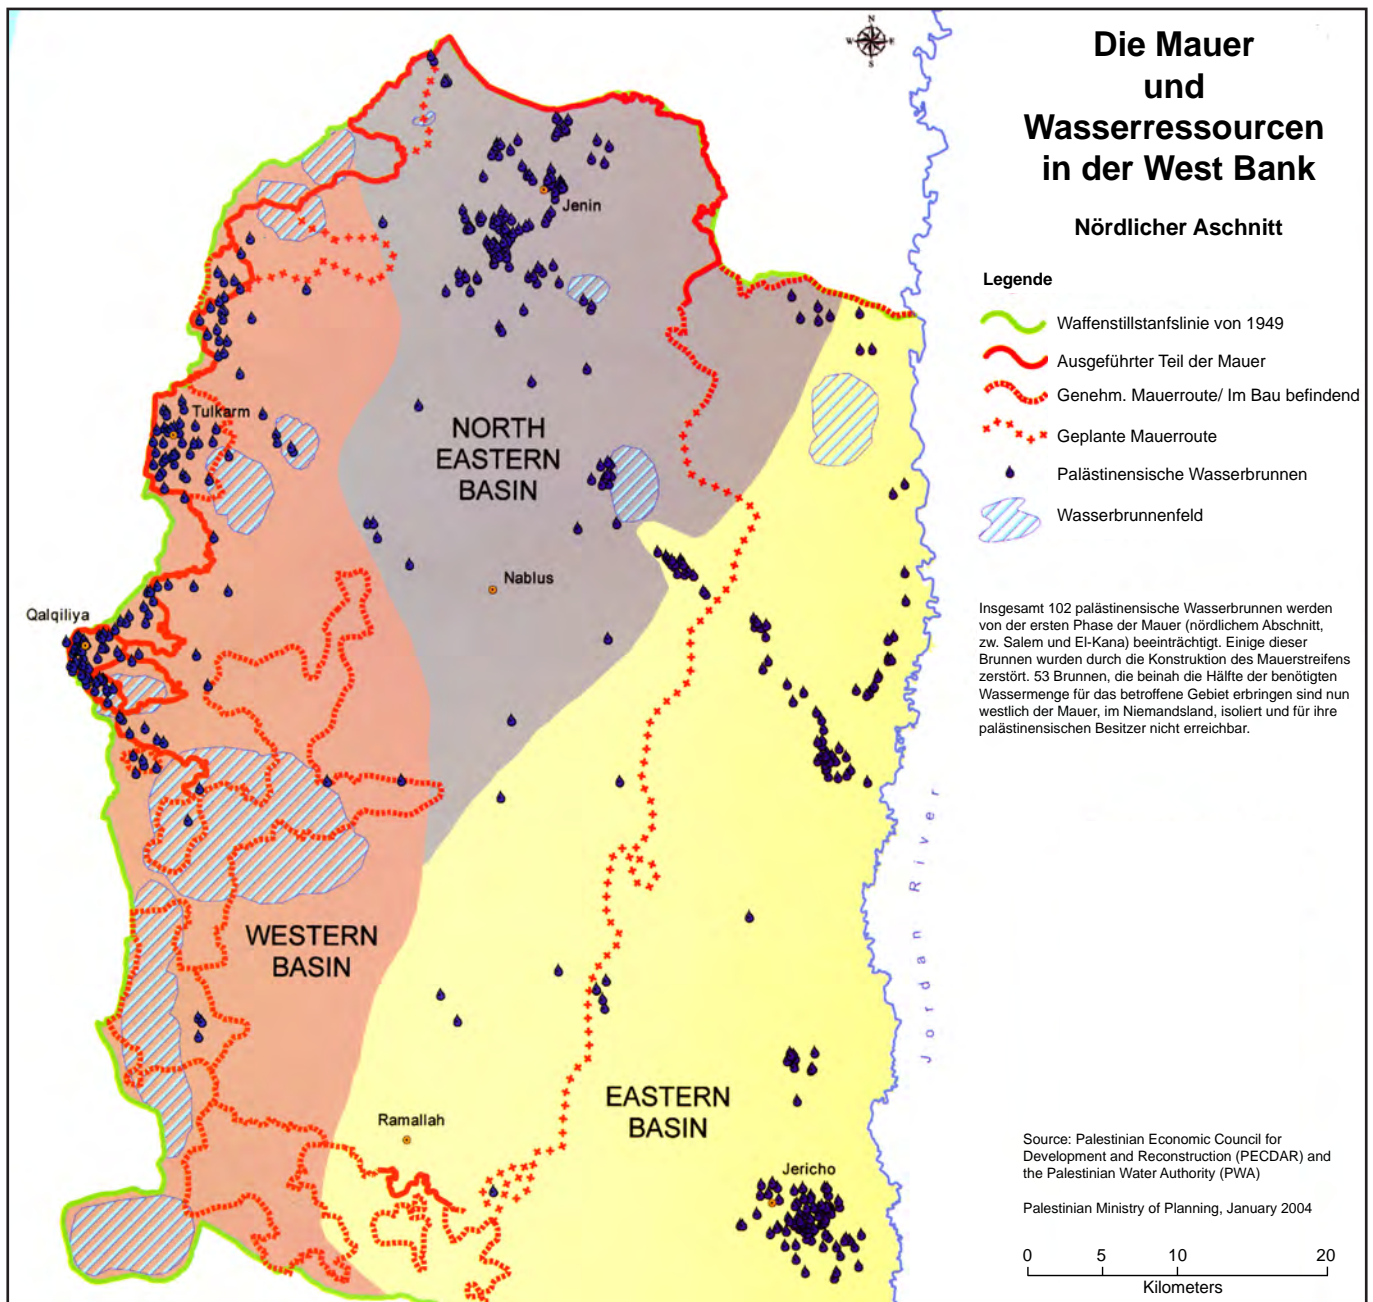 Die Mauer
und
Wasserressourcen
in der West Bank
Nördlicher Aschnitt
Legende
Waffenstillstanfslinie von 1949
Ausgeführter Teil der Mauer
Genehm. Mauerroute/ Im Bau befindend
Geplante Mauerroute
Palästinensische Wasserbrunnen
Wasserbrunnenfeld
Insgesamt 102 palästinensische Wasserbrunnen werden
von der ersten Phase der Mauer (nördlichem Abschnitt,
zw. Salem und El-Kana) beeinträchtigt. Einige dieser
Brunnen wurden durch die Konstruktion des Mauerstreifens
zerstört. 53 Brunnen, die beinah die Hälfte der benötigten
Wassermenge für das betroffene Gebiet erbringen sind nun
westlich der Mauer, im Niemandsland, isoliert und für ihre
palästinensischen Besitzer nicht erreichbar.
N
W E
S
Jenin
Tulkarm
NORTH
EASTERN
BASIN
Nablus
Qalqiliya
WESTERN
BASIN
Jordan River
EASTERN
BASIN
Ramallah
Jericho
Source: Palestinian Economic Council for
Development and Reconstruction (PECDAR) and
the Palestinian Water Authority (PWA)
Palestinian Ministry of Planning, January 2004
0 5 10 20
Kilometers